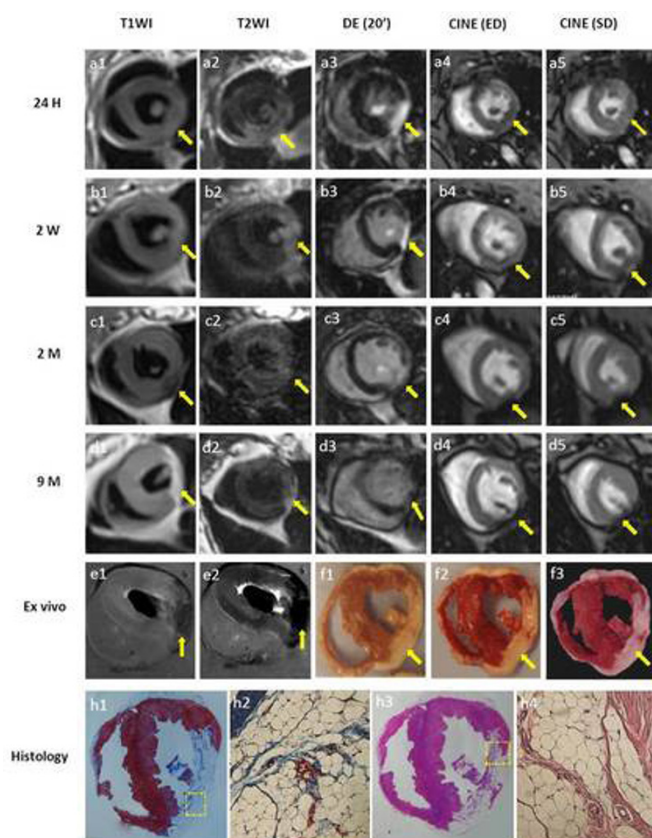 T1WI T2WI DE (20') CINE (ED) CINE (SD)
24 H a1 a2 a3 a4 a5
2 W b1 b2 b3 b4 b5
2 M c1 c2 c3 c4 c5
9 M d1 d2 d3 d4 d5
Ex vivo e1 e2 f1 f2 f3
Histology h1 h2 h3 h4